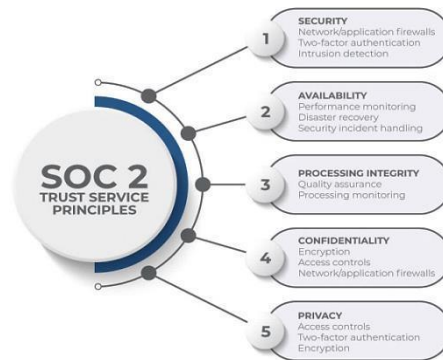 SOC 2
TRUST SERVICE
PRINCIPLES
1
SECURITY
Network/application firewalls
Two-factor authentication
Intrusion detection
2
AVAILABILITY
Performance monitoring
Disaster recovery
Security incident handling
3
PROCESSING INTEGRITY
Quality assurance
Processing monitoring
4
CONFIDENTIALITY
Encryption
Access controls
Network/application firewalls
5
PRIVACY
Access controls
Two-factor authentication
Encryption